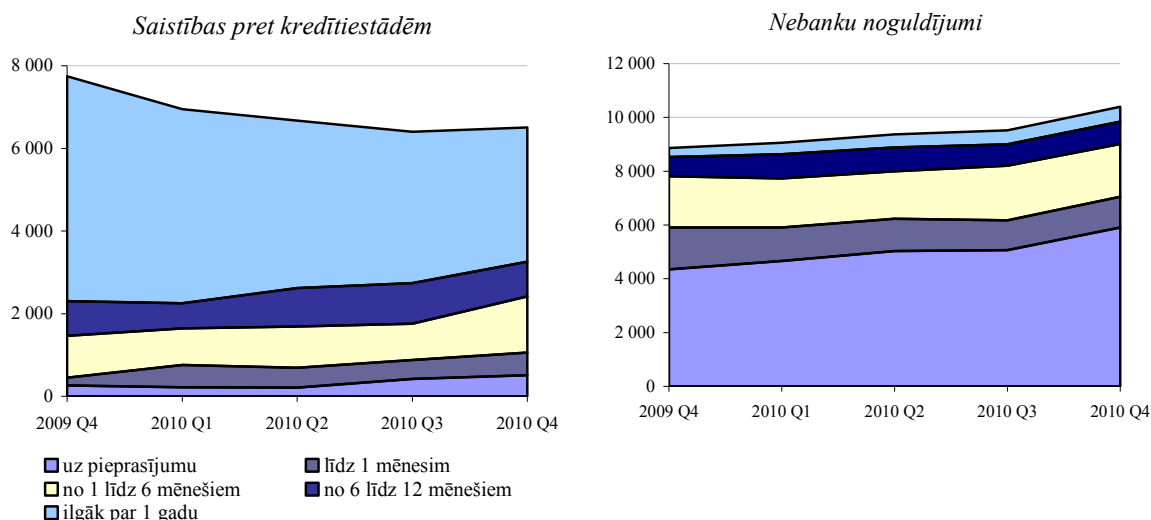 Saistības pret kredītiestādēm
8 000
6 000
4 000
2 000
0
2009 Q4 2010 Q1 2010 Q2 2010 Q3 2010 Q4
uz pieprasījumu līdz 1 mēnesim
no 1 līdz 6 mēnešiem no 6 līdz 12 mēnešiem
ilgāk par 1 gadu
Nebanku noguldījumi
12 000
10 000
8 000
6 000
4 000
2 000
0
2009 Q4 2010 Q1 2010 Q2 2010 Q3 2010 Q4